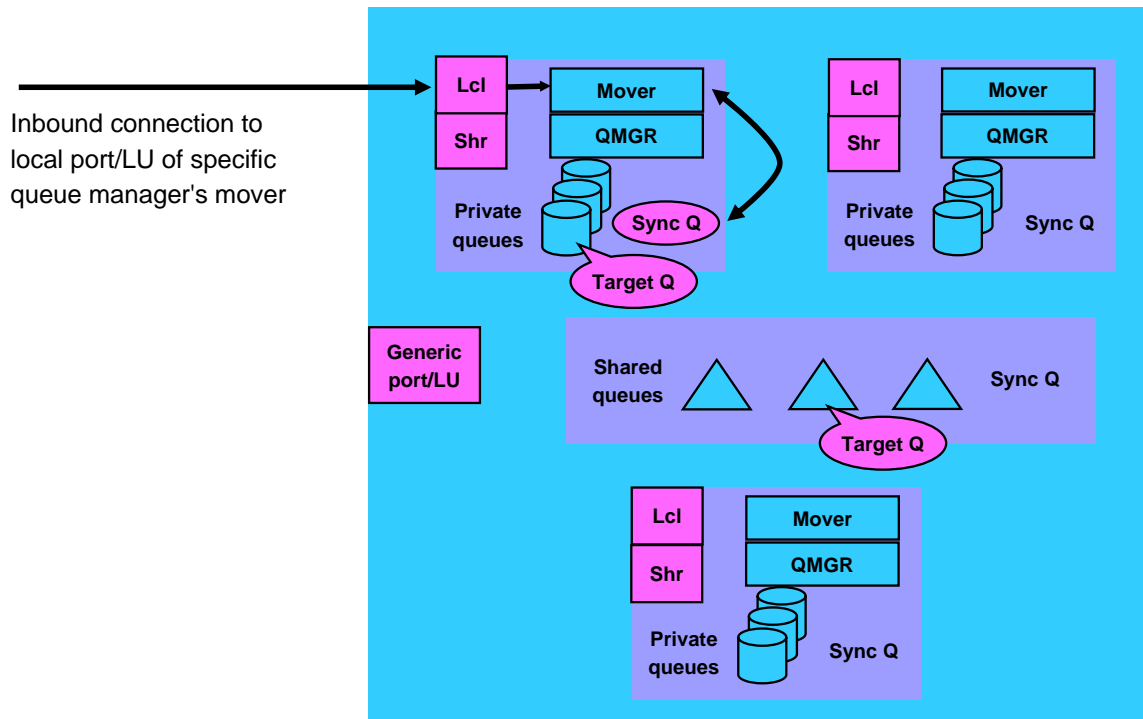 Inbound connection to
local port/LU of specific
queue manager's mover
Lcl
Mover
Shr
QMGR
Private
queues
Sync Q
Target Q
Lcl
Mover
Shr
QMGR
Private
queues
Sync Q
Generic
port/LU
Shared
queues
Sync Q
Target Q
Lcl
Mover
Shr
QMGR
Private
queues
Sync Q